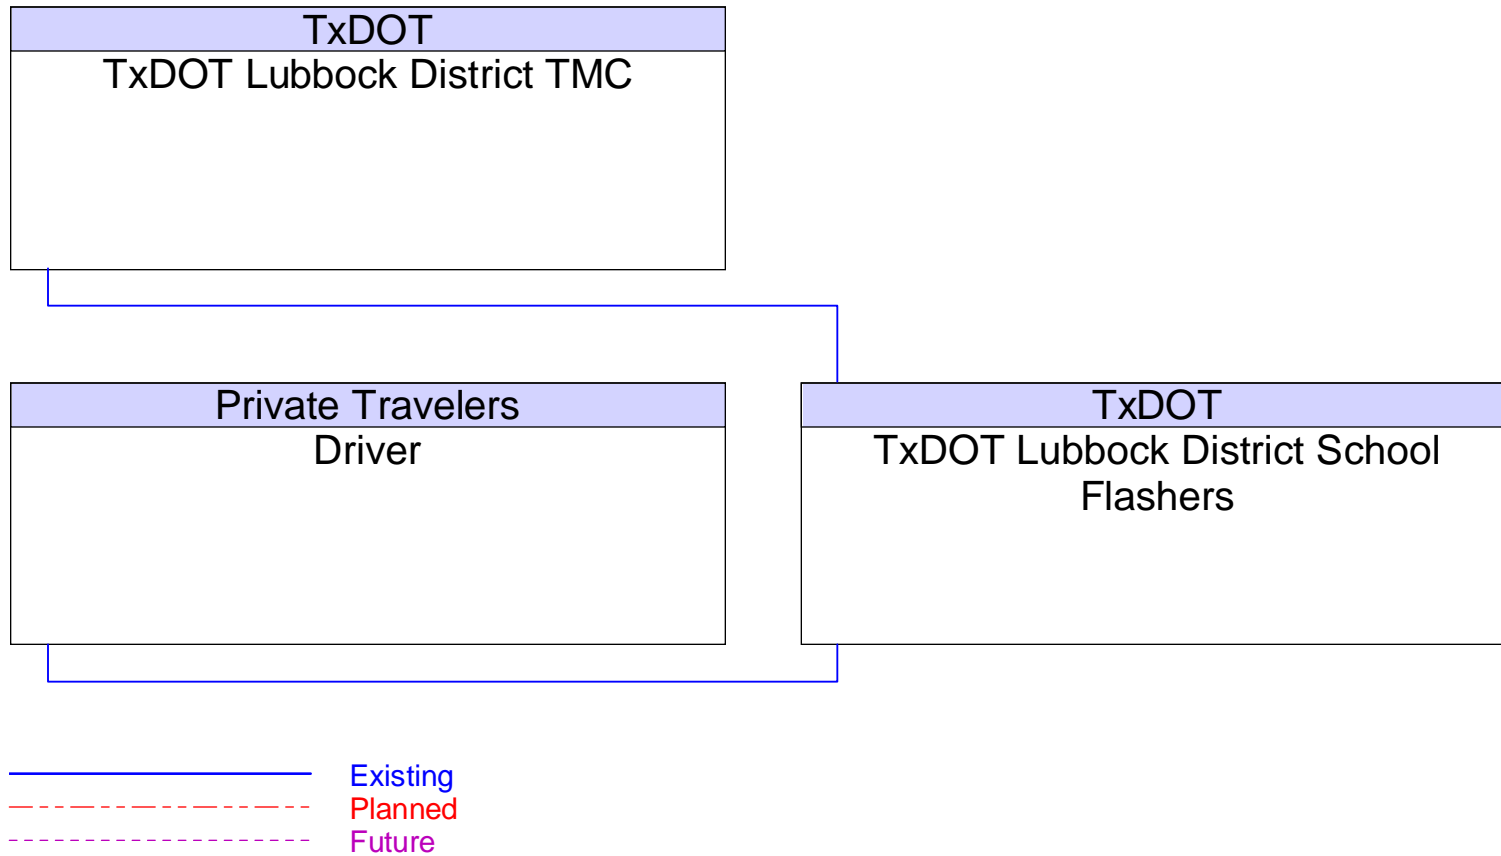 TxDOT
TxDOT Lubbock District TMC
Private Travelers
Driver
TxDOT
TxDOT Lubbock District School
Flashers
Existing
Planned
Future